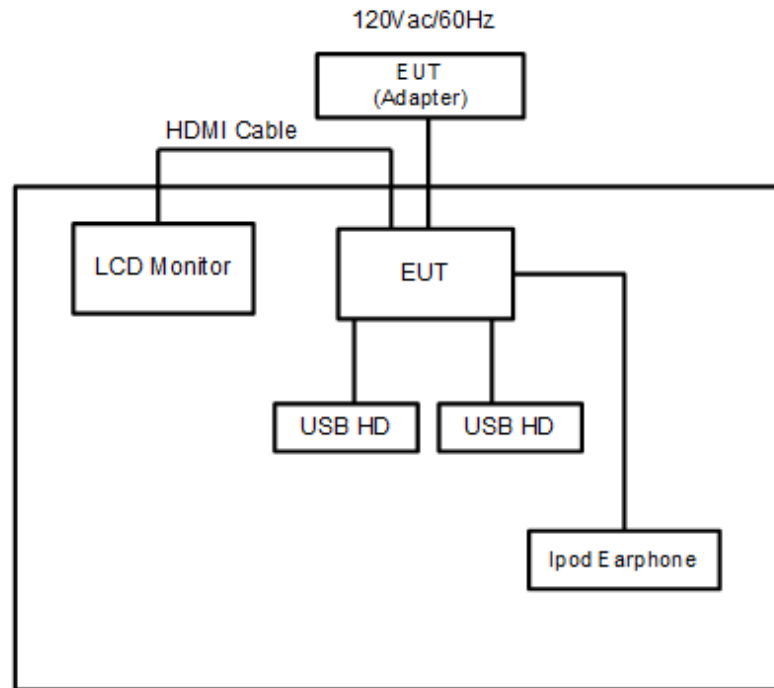 120Vac/60Hz
EUT
(Adapter)
HDMI Cable
LCD Monitor
EUT
USB HD
USB HD
Ipod Earphone